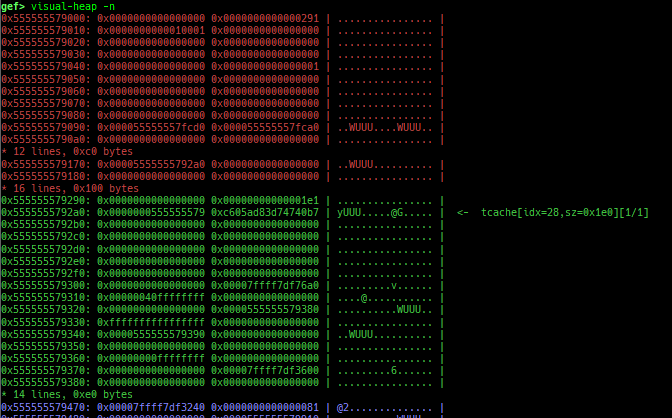 gef> visual-heap -n
0x555555579000: 0x0000000000000000 0x0000000000000291 | ................ |
0x555555579010: 0x0000000000010001 0x0000000000000000 | ................ |
0x555555579020: 0x0000000000000000 0x0000000000000000 | ................ |
0x555555579030: 0x0000000000000000 0x0000000000000000 | ................ |
0x555555579040: 0x0000000000000000 0x0000000000000001 | ................ |
0x555555579050: 0x0000000000000000 0x0000000000000000 | ................ |
0x555555579060: 0x0000000000000000 0x0000000000000000 | ................ |
0x555555579070: 0x0000000000000000 0x0000000000000000 | ................ |
0x555555579080: 0x0000000000000000 0x0000000000000000 | ................ |
0x555555579090: 0x000055555557fcd0 0x000055555557fca0 | ..WUUU....WUUU.. |
0x5555555790a0: 0x0000000000000000 0x0000000000000000 | ................ |
* 12 lines, 0xc0 bytes
0x555555579170: 0x00005555555792a0 0x0000000000000000 | ..WUUU.......... |
0x555555579180: 0x0000000000000000 0x0000000000000000 | ................ |
* 16 lines, 0x100 bytes
0x555555579290: 0x0000000000000000 0x00000000000001e1 | ................ |
0x5555555792a0: 0x0000000555555579 0xc605ad83d74740b7 | yUUU.....@G..... | <- tcache[idx=28,sz=0x1e0][1/1]
0x5555555792b0: 0x0000000000000000 0x0000000000000000 | ................ |
0x5555555792c0: 0x0000000000000000 0x0000000000000000 | ................ |
0x5555555792d0: 0x0000000000000000 0x0000000000000000 | ................ |
0x5555555792e0: 0x0000000000000000 0x0000000000000000 | ................ |
0x5555555792f0: 0x0000000000000000 0x0000000000000000 | ................ |
0x555555579300: 0x0000000000000000 0x00007ffff7df76a0 | .........v...... |
0x555555579310: 0x00000040ffffffff 0x0000000000000000 | ....@........... |
0x555555579320: 0x0000000000000000 0x0000555555579380 | ..........WUUU.. |
0x555555579330: 0xffffffffffffffff 0x0000000000000000 | ................ |
0x555555579340: 0x0000555555579390 0x0000000000000000 | ..WUUU.......... |
0x555555579350: 0x0000000000000000 0x0000000000000000 | ................ |
0x555555579360: 0x00000000ffffffff 0x0000000000000000 | ................ |
0x555555579370: 0x0000000000000000 0x00007ffff7df3600 | .........6...... |
0x555555579380: 0x0000000000000000 0x0000000000000000 | ................ |
* 14 lines, 0xe0 bytes
0x555555579470: 0x00007ffff7df3240 0x0000000000000081 | @2.............. |